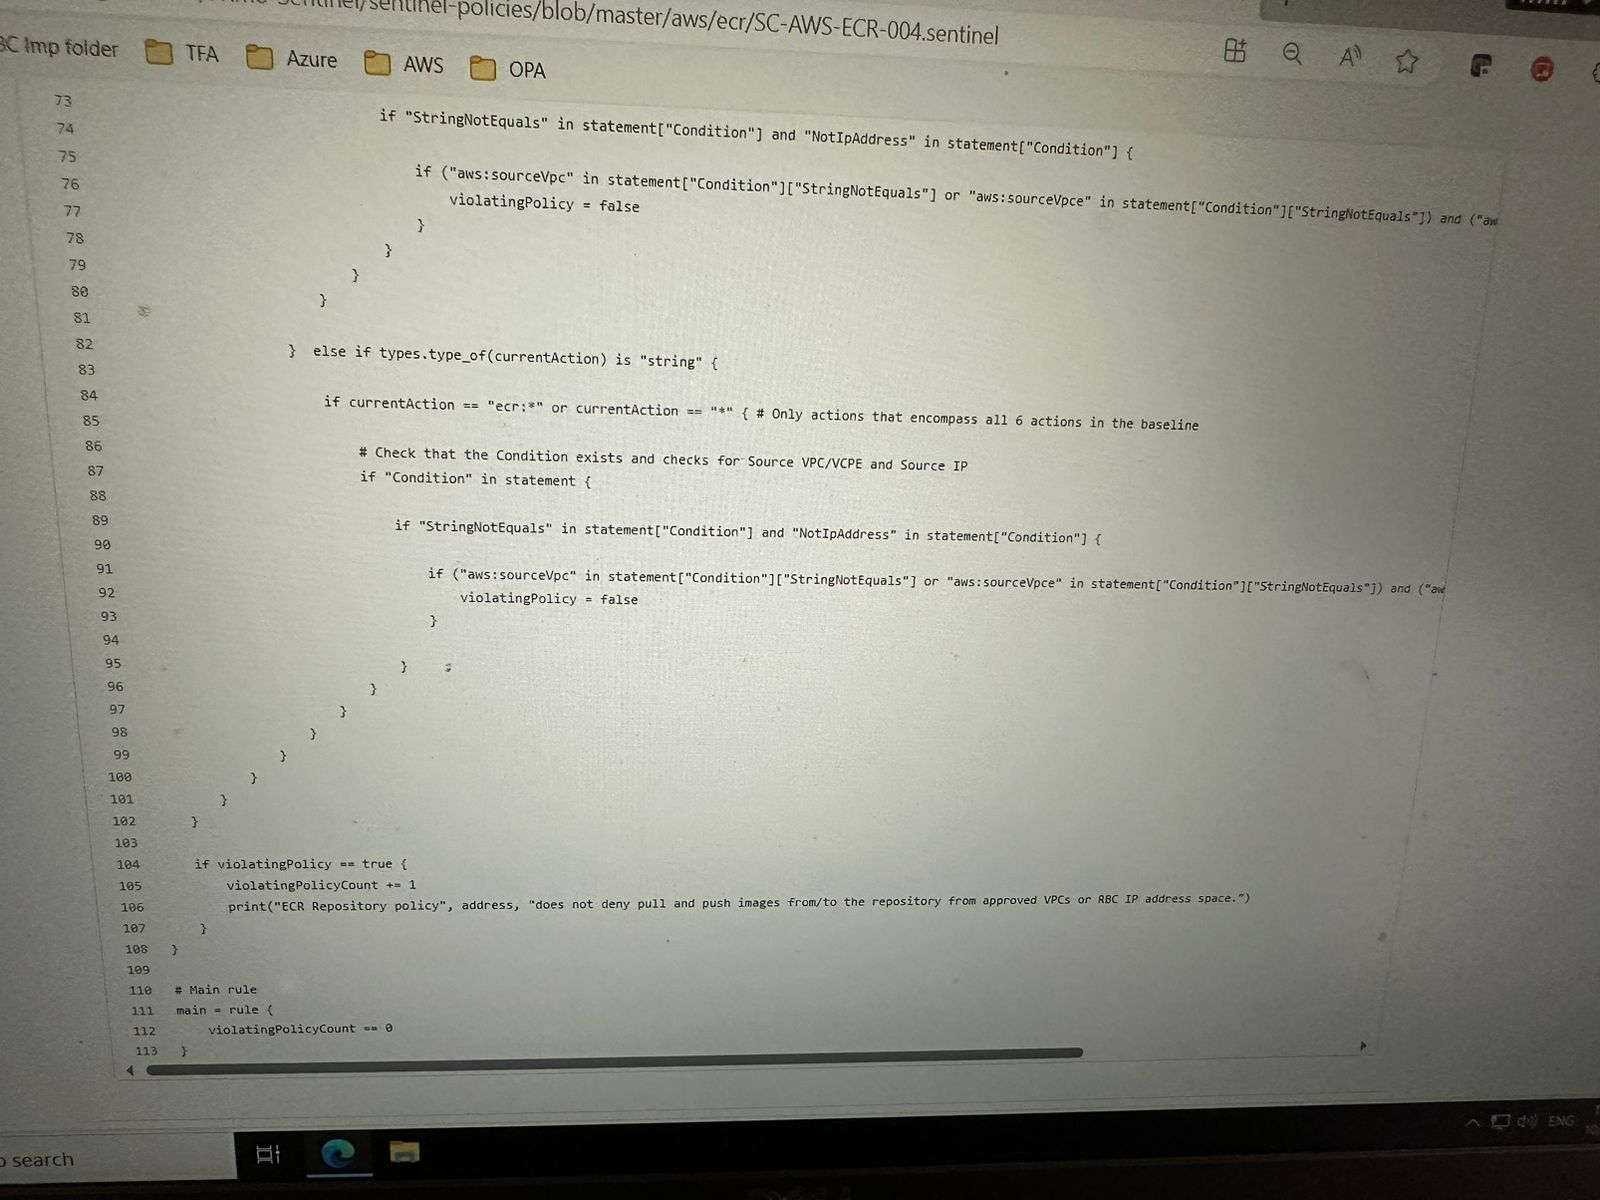 sentinel-policies/blob/master/aws/ecr/SC-AWS-ECR-004.sentinel
Imp folder TFA Azure AWS OPA
73
74 if "StringNotEquals" in statement["Condition"] and "NotIpAddress" in statement["Condition"] {
75
76 if ("aws:sourceVpc" in statement["Condition"]["StringNotEquals"] or "aws:sourceVpce" in statement["Condition"]["StringNotEquals"]) and ("aw
77 violatingPolicy = false
78 }
79 }
80 }
81 }
82
83 } else if types.type_of(currentAction) is "string" {
84
85 if currentAction == "ecr:*" or currentAction == "*" { # Only actions that encompass all 6 actions in the baseline
86
87 # Check that the Condition exists and checks for Source VPC/VCPE and Source IP
88 if "Condition" in statement {
89
90 if "StringNotEquals" in statement["Condition"] and "NotIpAddress" in statement["Condition"] {
91
92 if ("aws:sourceVpc" in statement["Condition"]["StringNotEquals"] or "aws:sourceVpce" in statement["Condition"]["StringNotEquals"]) and ("aw
93 violatingPolicy = false
94 }
95 }
96 }
97 }
98 }
99 }
100 }
101 }
102 }
103
104 if violatingPolicy == true {
105 violatingPolicyCount += 1
106 print("ECR Repository policy", address, "does not deny pull and push images from/to the repository from approved VPCs or RBC IP address space.")
107 }
108 }
109
110 # Main rule
111 main = rule {
112 violatingPolicyCount == 0
113 }
ENG
search